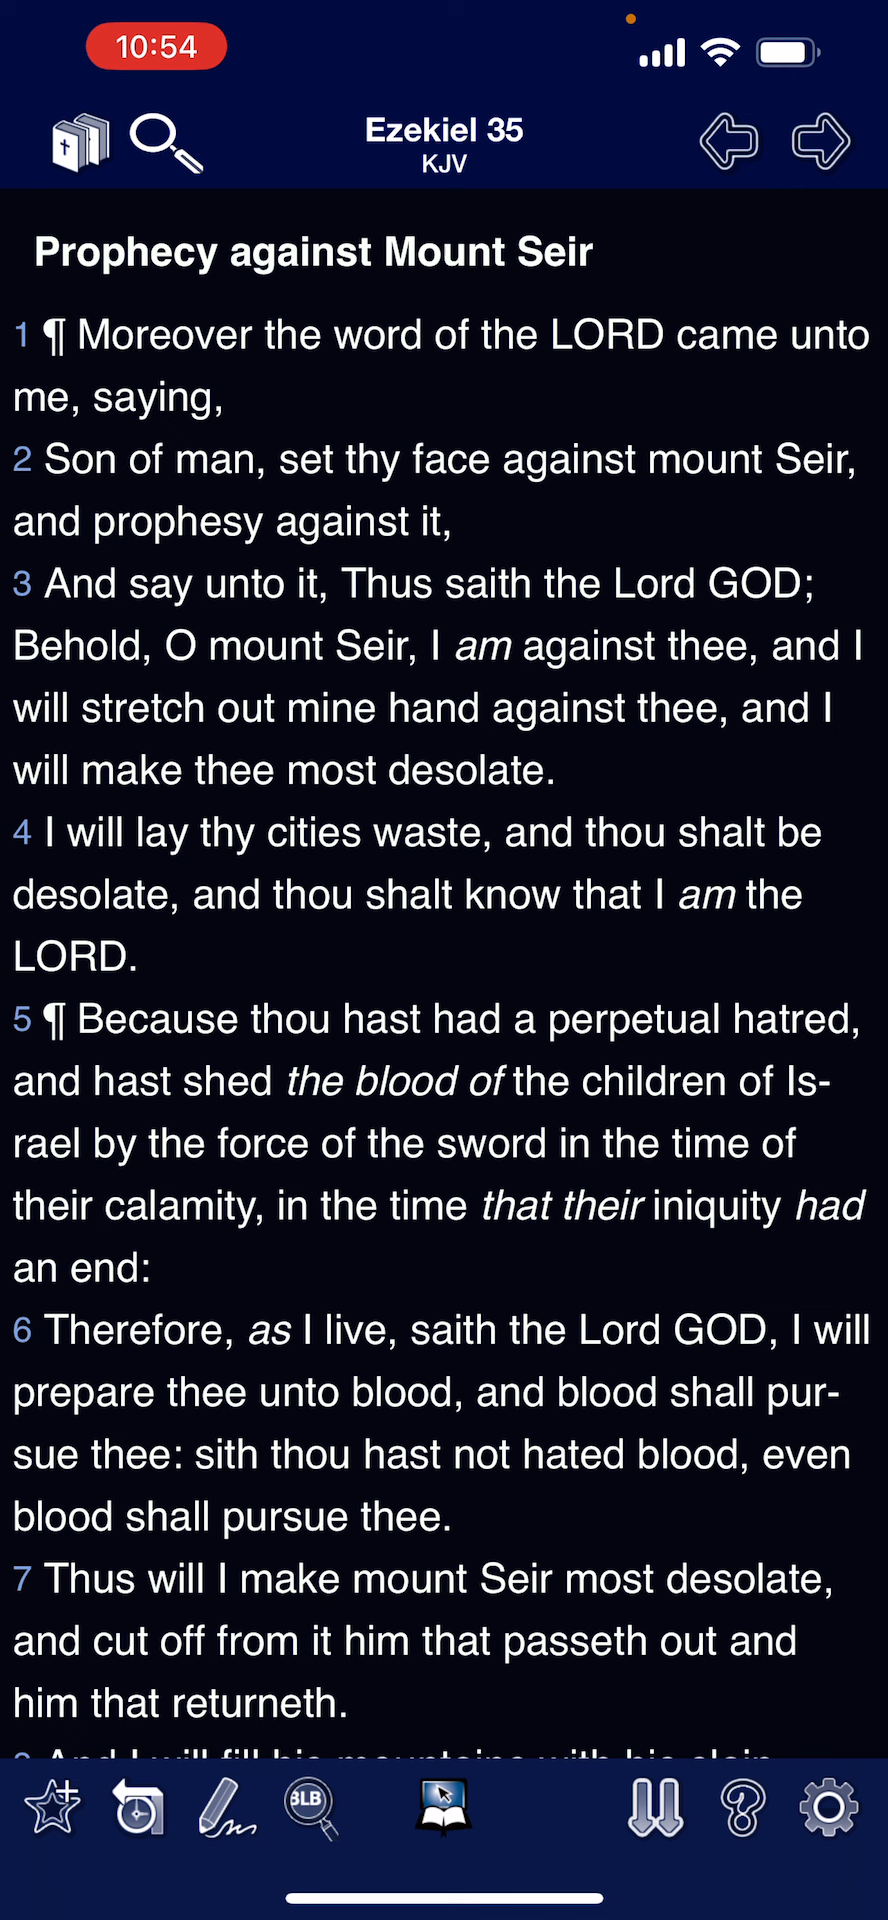 10:54
Ezekiel 35
KJV
Prophecy against Mount Seir
1 ¶ Moreover the word of the LORD came unto
me, saying,
2 Son of man, set thy face against mount Seir,
and prophesy against it,
3 And say unto it, Thus saith the Lord GOD;
Behold, O mount Seir, I am against thee, and I
will stretch out mine hand against thee, and I
will make thee most desolate.
4 I will lay thy cities waste, and thou shalt be
desolate, and thou shalt know that I am the
LORD.
5 ¶ Because thou hast had a perpetual hatred,
and hast shed the blood of the children of Is-
rael by the force of the sword in the time of
their calamity, in the time that their iniquity had
an end:
6 Therefore, as I live, saith the Lord GOD, I will
prepare thee unto blood, and blood shall pur-
sue thee: sith thou hast not hated blood, even
blood shall pursue thee.
7 Thus will I make mount Seir most desolate,
and cut off from it him that passeth out and
him that returneth.
8 And I will fill his mountains with his slain
BLB